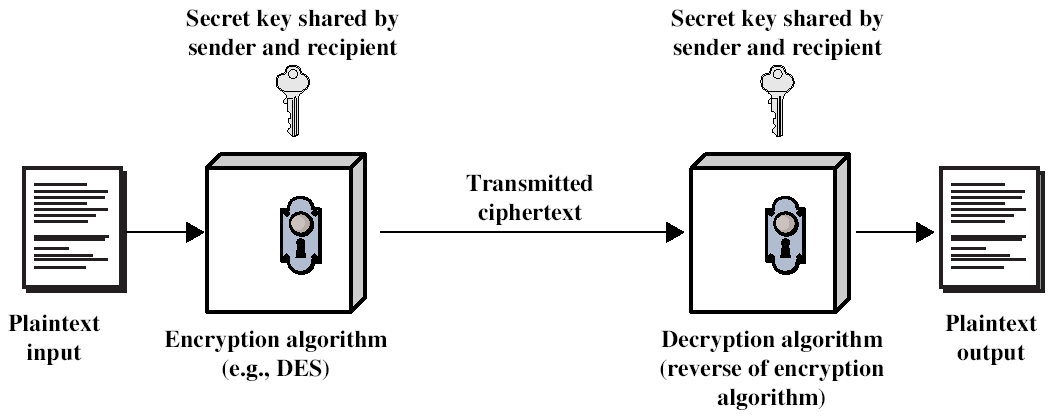 Secret key shared by
sender and recipient
Secret key shared by
sender and recipient
Transmitted
ciphertext
Plaintext
input
Encryption algorithm
(e.g., DES)
Decryption algorithm
(reverse of encryption
algorithm)
Plaintext
output